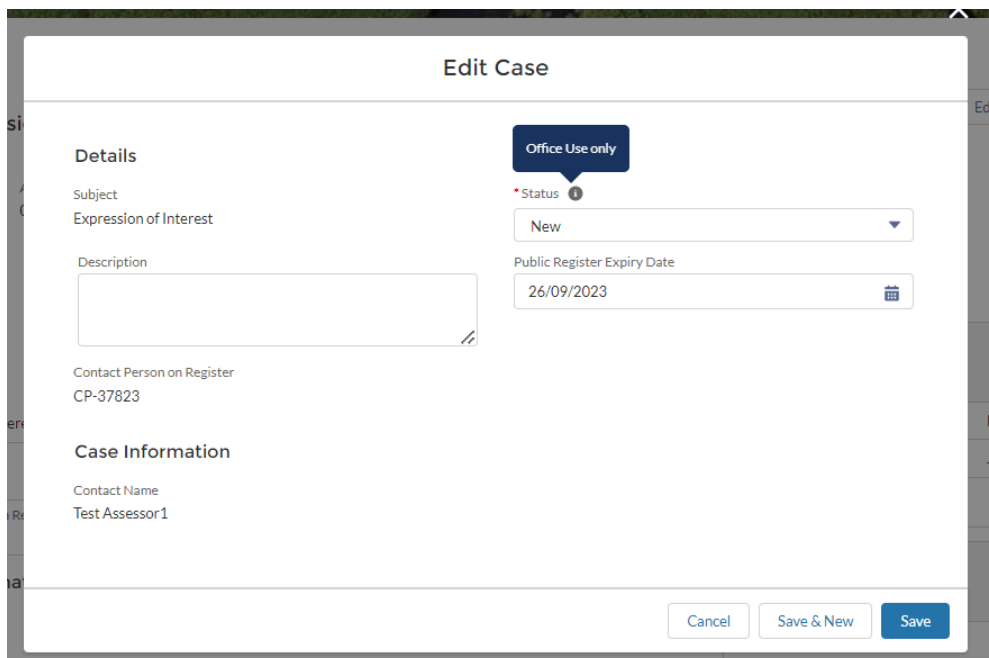 Edit Case
Details
Subject
Expression of Interest
Description
Contact Person on Register
CP-37823
Case Information
Contact Name
Test Assessor1
Office Use only
*Status
New
Public Register Expiry Date
26/09/2023
Cancel
Save & New
Save